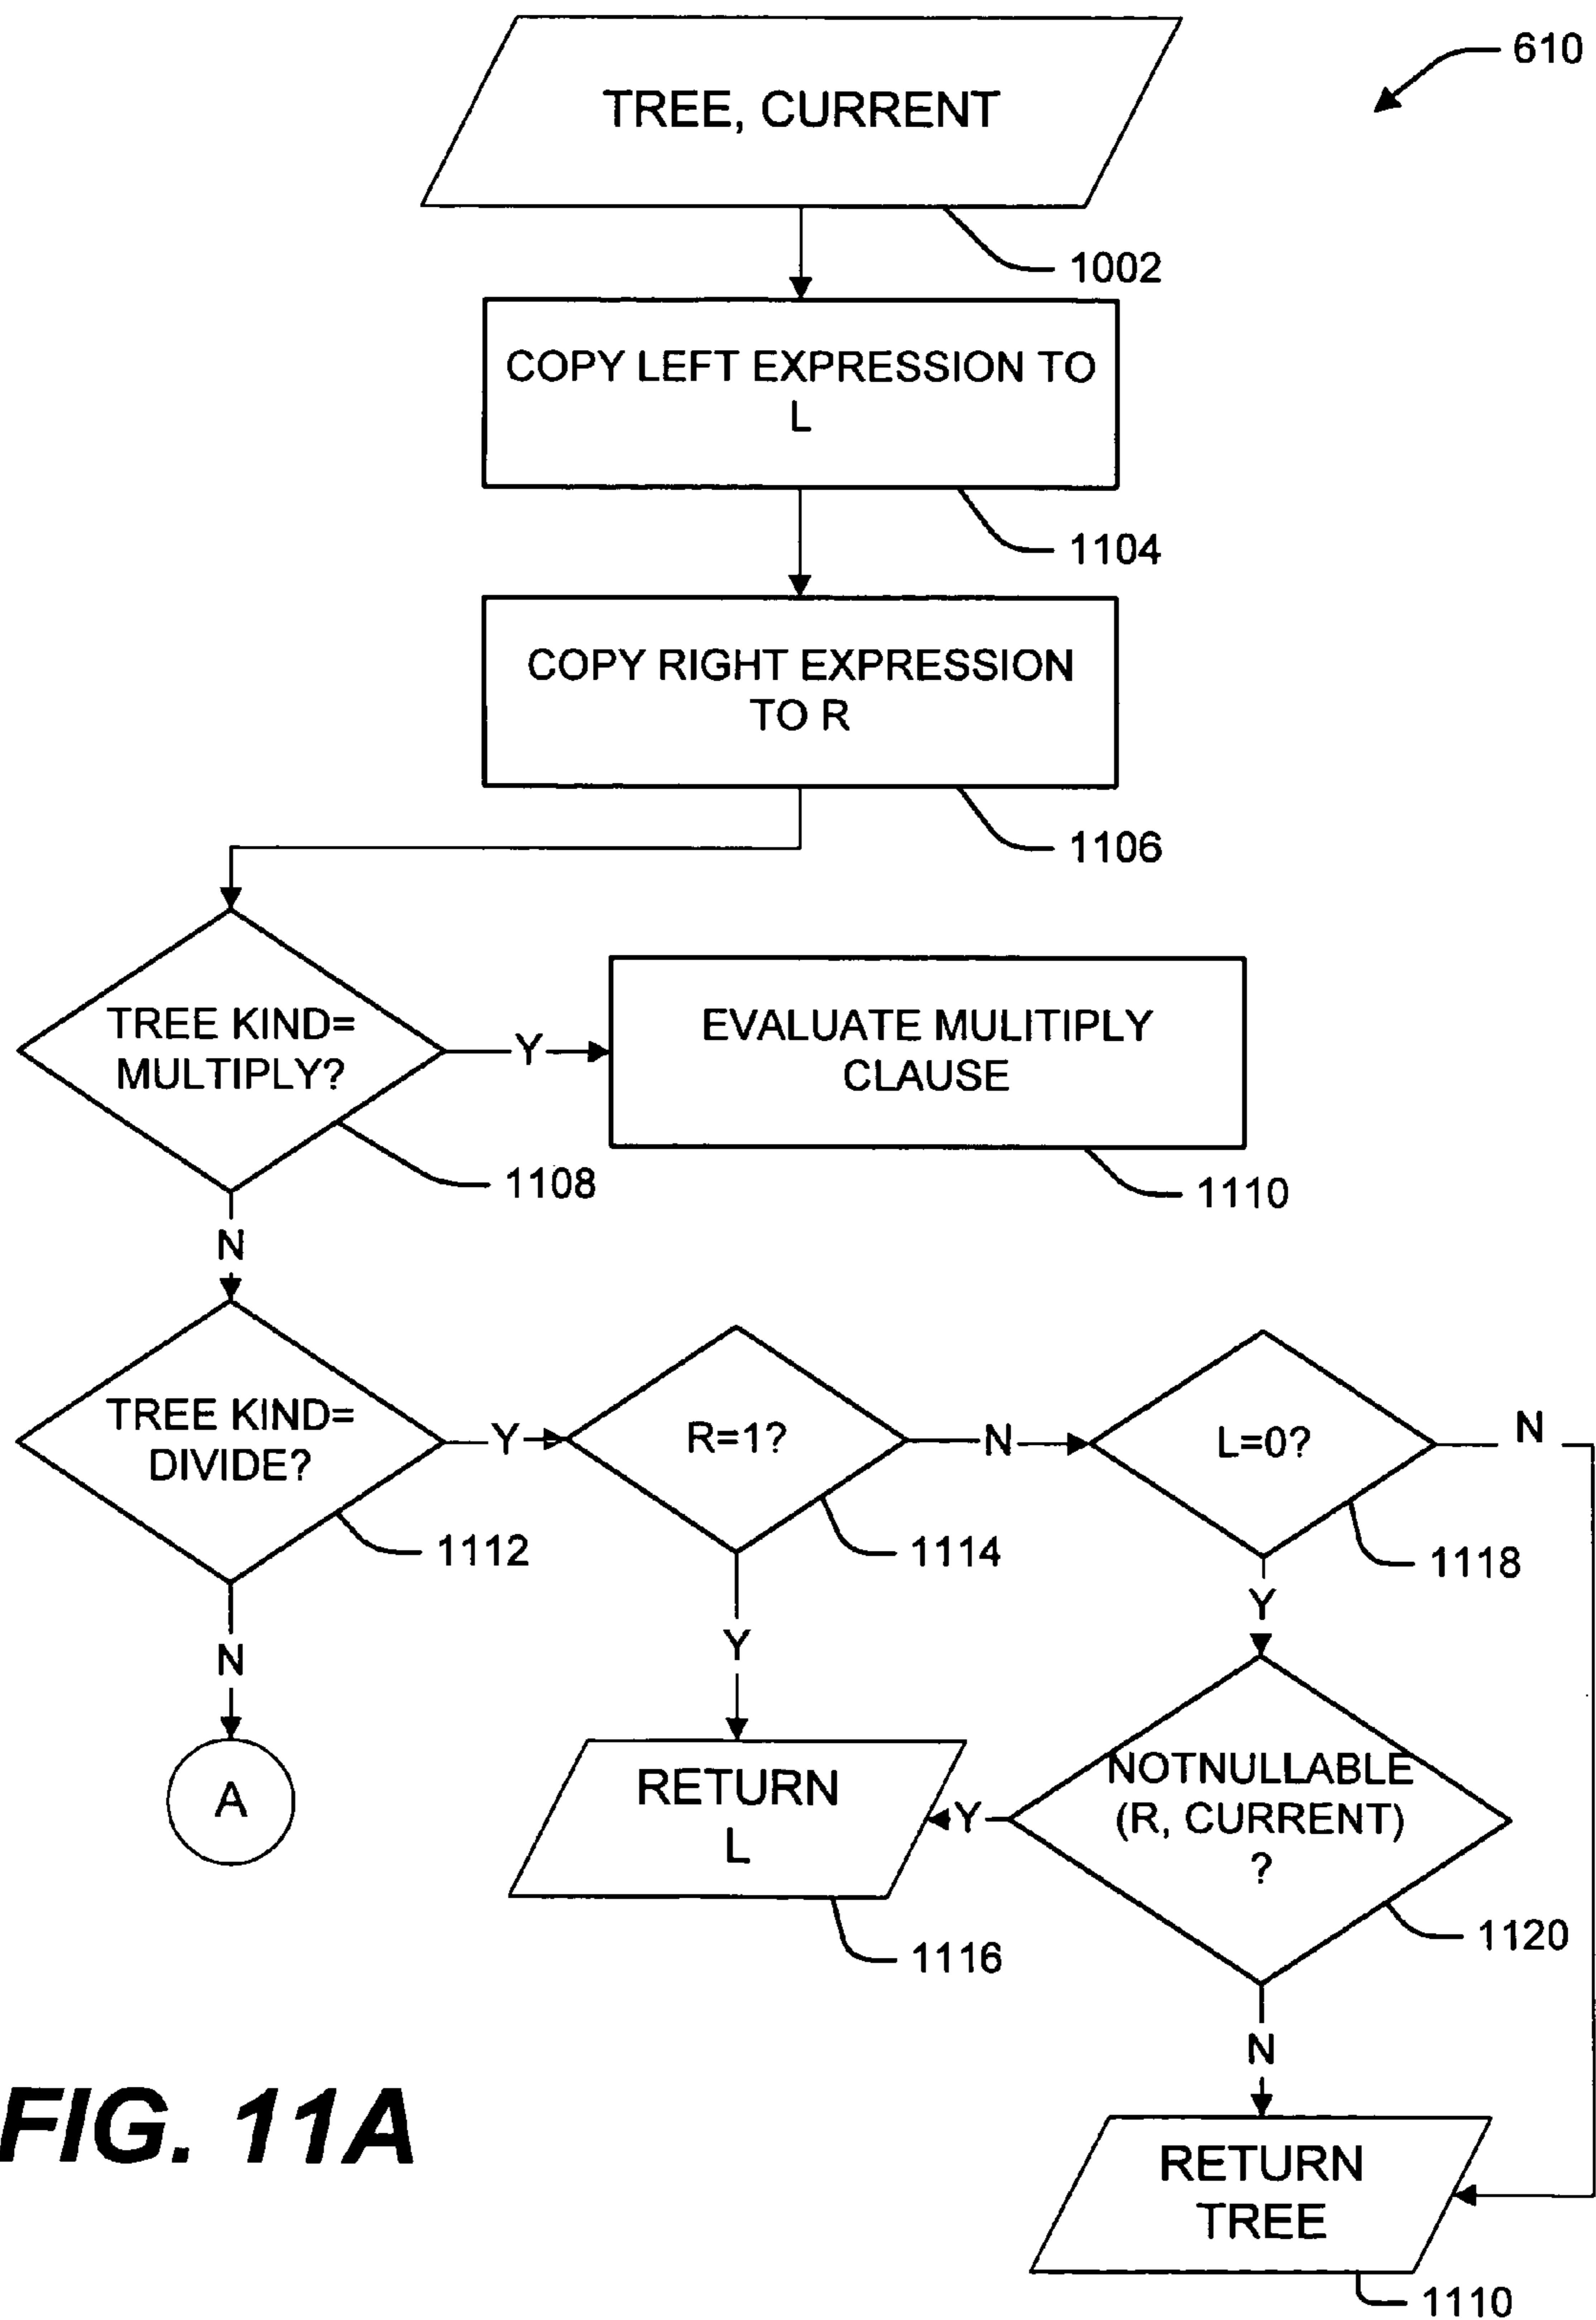 610
TREE, CURRENT
1002
COPY LEFT EXPRESSION TO
L
1104
COPY RIGHT EXPRESSION
TO R
1106
TREE KIND=
MULTIPLY?
Y
EVALUATE MULITIPLY
CLAUSE
1108
1110
N
TREE KIND=
DIVIDE?
Y
R=1?
N
L=0?
N
1112
1114
1118
N
Y
Y
A
RETURN
L
Y
NOTNULLABLE
(R, CURRENT)
?
1116
1120
N
FIG. 11A
RETURN
TREE
1110